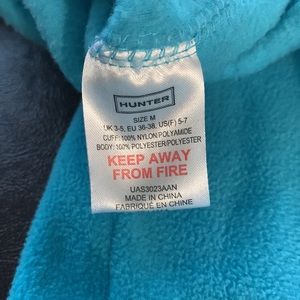 HUNTER
SIZE M
UK 3-5, EU 36-38, US(F) 5-7
CUFF: 100% NYLON/POLYAMIDE
BODY: 100% POLYESTER/POLYESTER
KEEP AWAY
FROM FIRE
UAS3023AAN
MADE IN CHINA
FABRIQUÉ EN CHINE